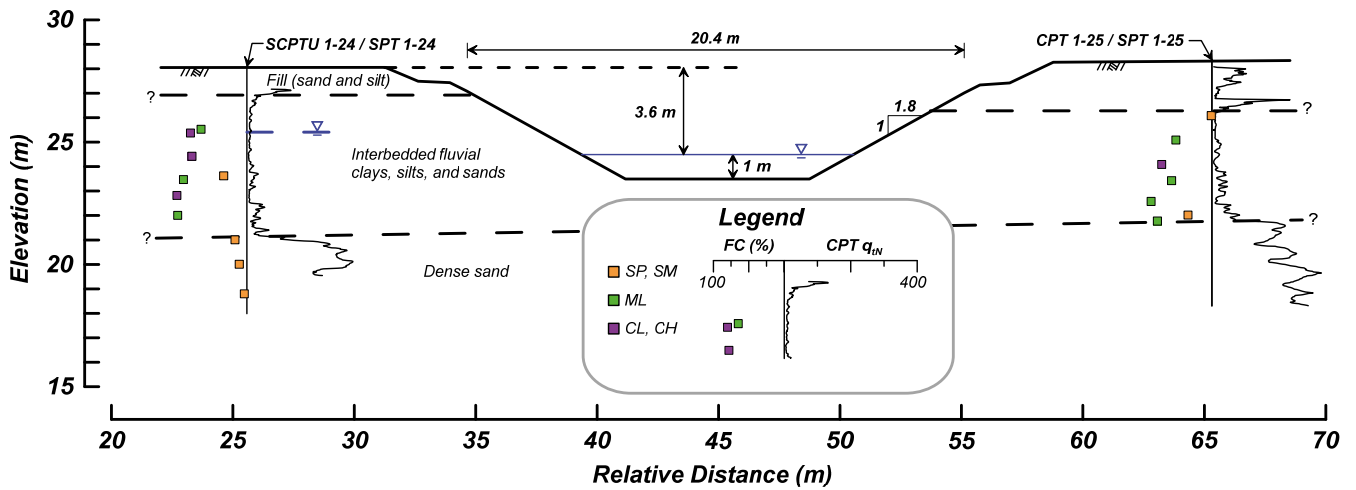 30
25
20
15
Elevation (m)
SCPTU 1-24 / SPT 1-24
20.4 m
CPT 1-25 / SPT 1-25
Fill (sand and silt)
?
?
3.6 m
1.8
1
Interbedded fluvial
clays, silts, and sands
1 m
?
?
Dense sand
Legend
FC (%)
CPT qtN
100
400
SP, SM
ML
CL, CH
20 25 30 35 40 45 50 55 60 65 70
Relative Distance (m)